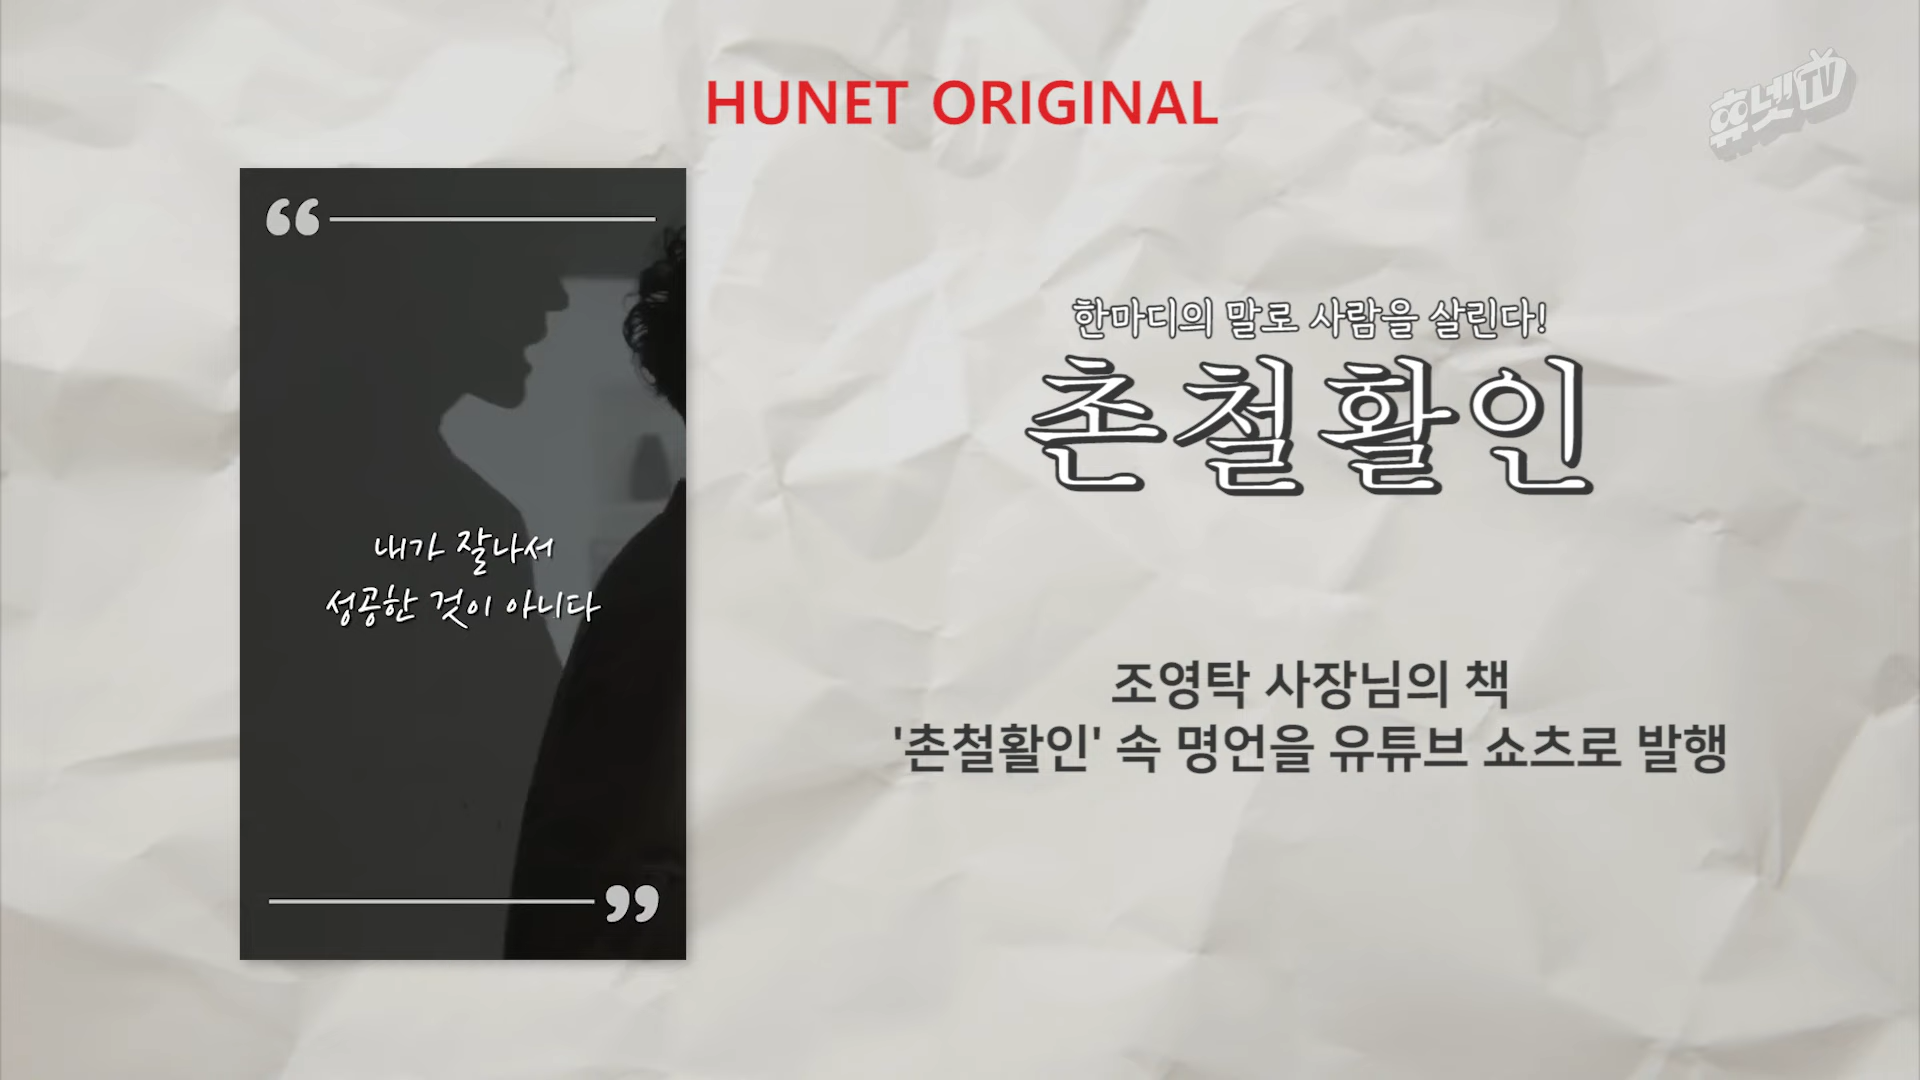 HUNET ORIGINAL
휴넷TV
“
내가 잘나서
성공한 것이 아니다
”
한마디의 말로 사람을 살린다!
촌철활인
조영탁 사장님의 책
'촌철활인' 속 명언을 유튜브 쇼츠로 발행